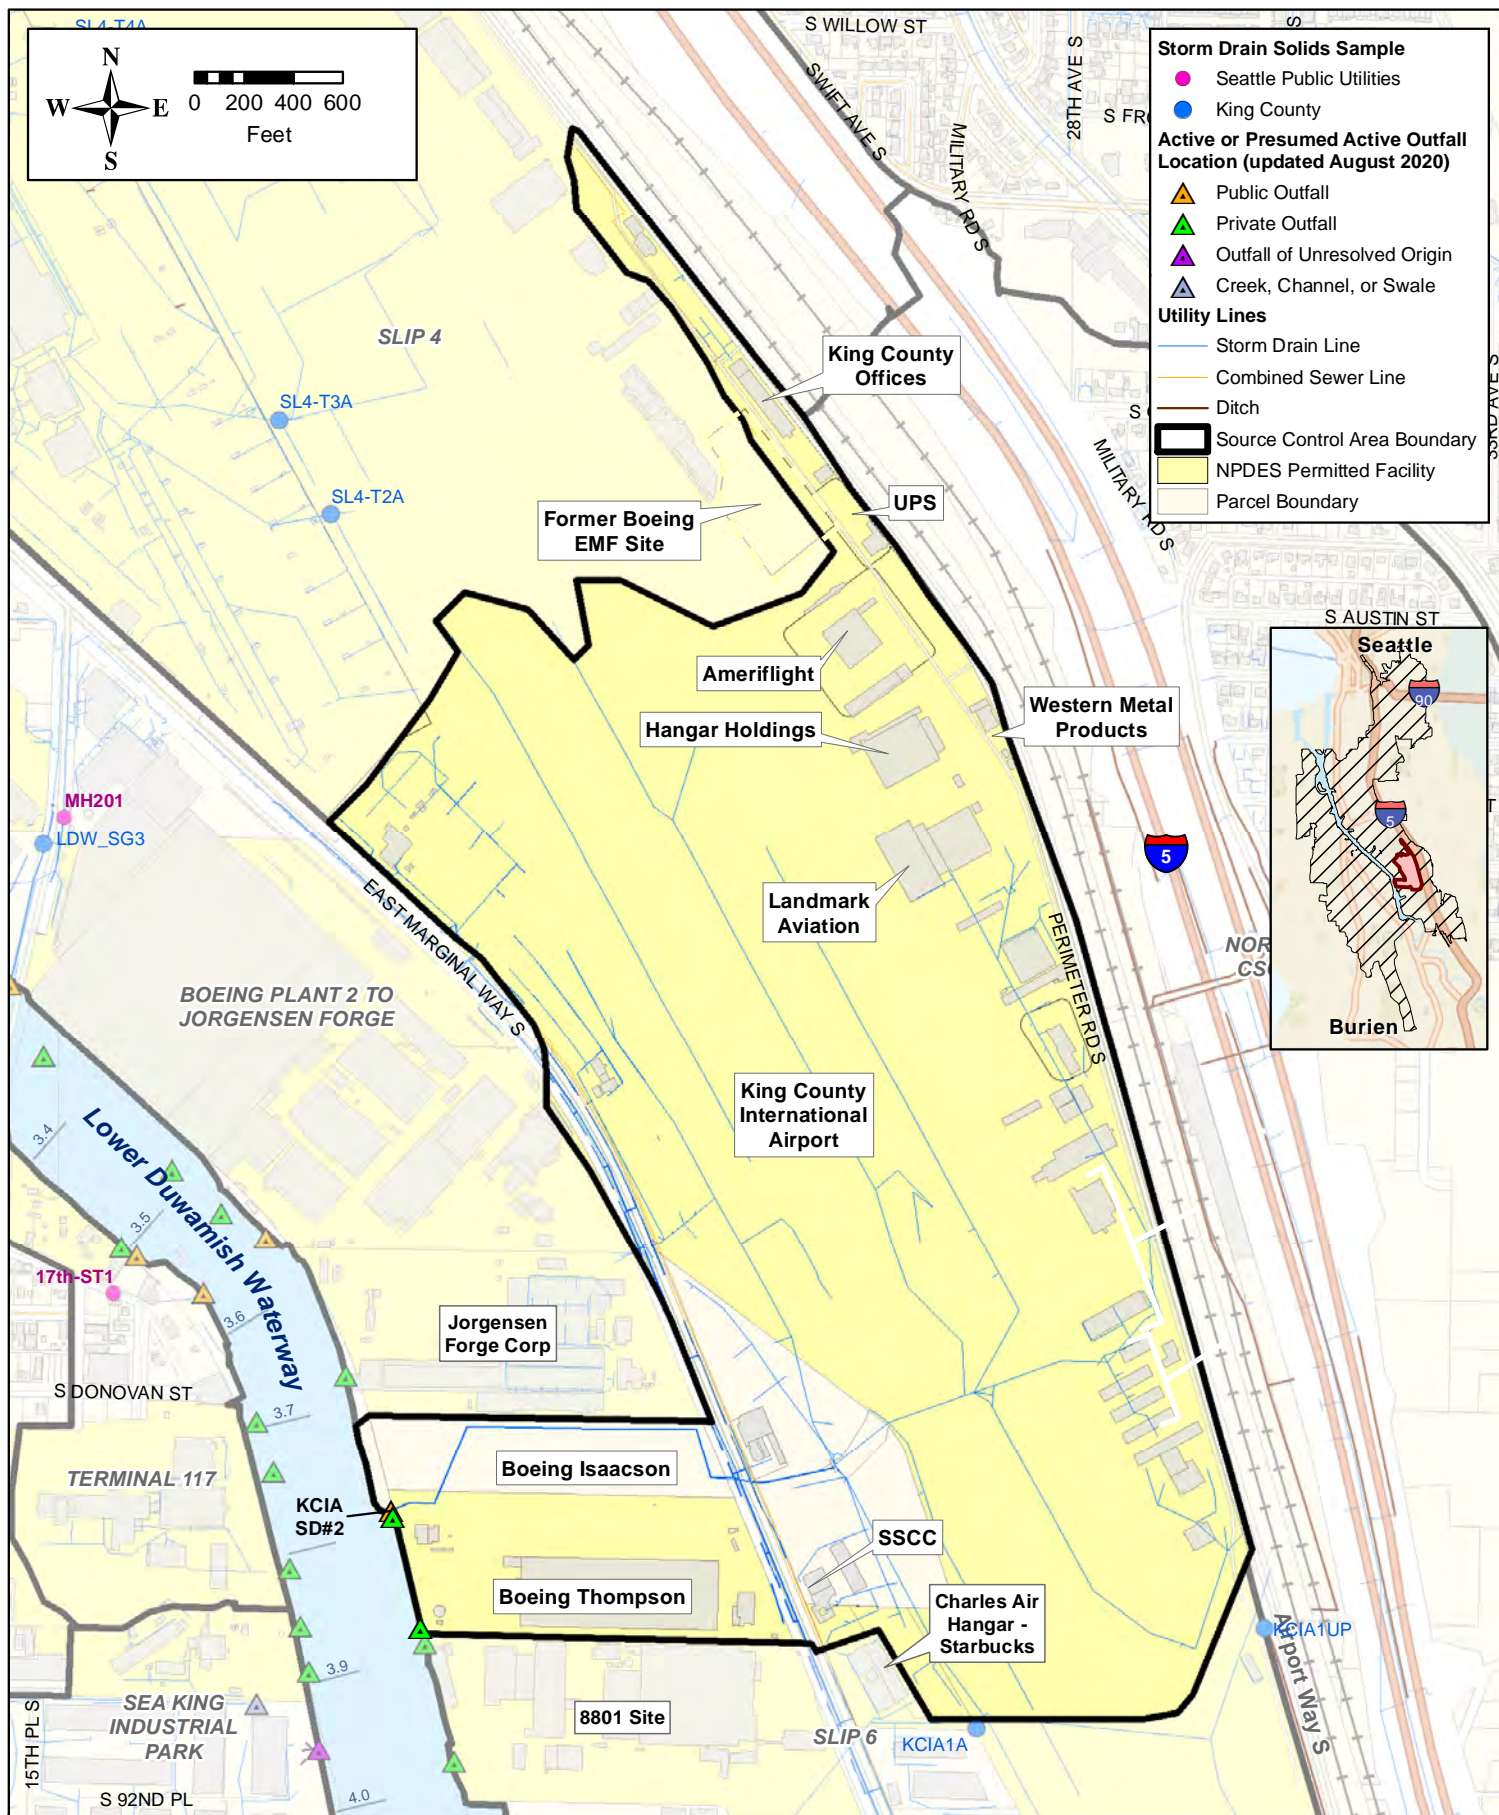 SL4-T4A
N
W
E
S
0 200 400 600
Feet
S WILLOW ST
SWIFT AVE S
MILITARY RD S
28TH AVE S
S FR
S
Storm Drain Solids Sample
Seattle Public Utilities
King County
Active or Presumed Active Outfall
Location (updated August 2020)
Public Outfall
Private Outfall
Outfall of Unresolved Origin
Creek, Channel, or Swale
Utility Lines
Storm Drain Line
Combined Sewer Line
Ditch
Source Control Area Boundary
NPDES Permitted Facility
Parcel Boundary
33RD AVE S
SLIP 4
King County
Offices
SL4-T3A
MILITARY RD S
SL4-T2A
UPS
Former Boeing
EMF Site
S AUSTIN ST
Seattle
90
5
Burien
Ameriflight
Western Metal
Products
Hangar Holdings
MH201
LDW_SG3
5
EAST MARGINAL WAY S
Landmark
Aviation
PERIMETER RD S
NOR
CS
BOEING PLANT 2 TO
JORGENSEN FORGE
King County
International
Airport
3.4
Lower Duwamish Waterway
3.5
17th-ST1
3.6
Jorgensen
Forge Corp
S DONOVAN ST
3.7
Boeing Isaacson
TERMINAL 117
KCIA
SD#2
SSCC
Boeing Thompson
Charles Air
Hangar -
Starbucks
KCIA1UP
Airport Way S
3.9
SEA KING
INDUSTRIAL
PARK
8801 Site
SLIP 6
KCIA1A
15TH PL S
S 92ND PL
4.0